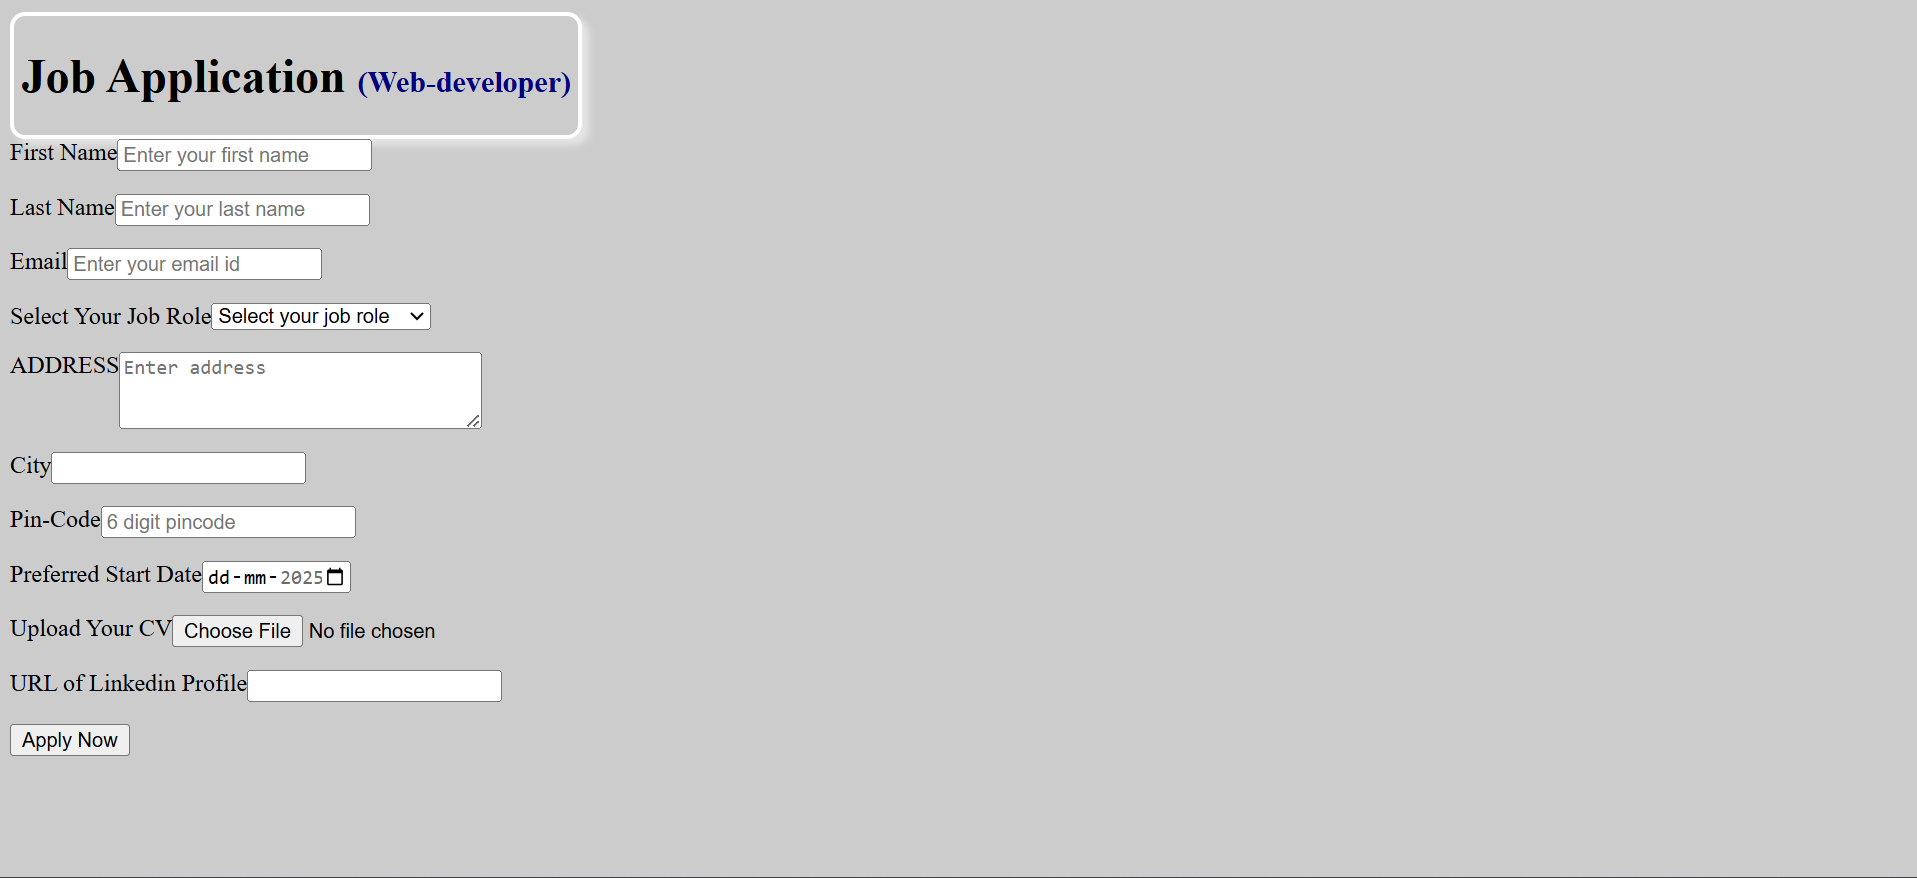 Job Application (Web-developer)
First Name Enter your first name
Last Name Enter your last name
Email Enter your email id
Select Your Job Role Select your job role
ADDRESS Enter address
City
Pin-Code 6 digit pincode
Preferred Start Date dd-mm-2025
Upload Your CV Choose File No file chosen
URL of Linkedin Profile
Apply Now